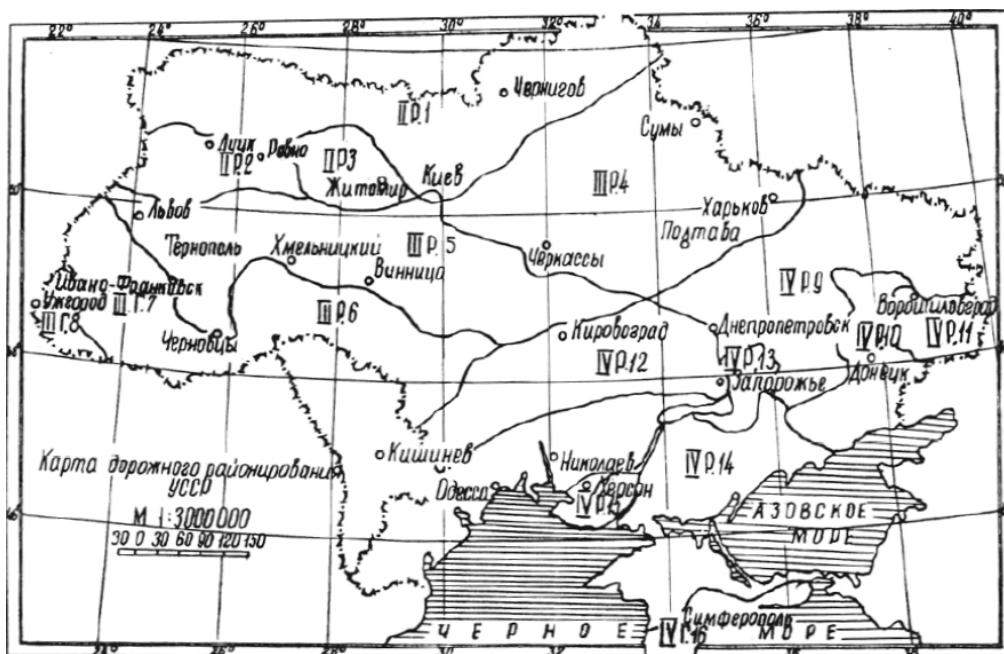 22° 24° 26° 28° 30 32° 34 36° 38° 40°
Чернигов
II Р.1
Сумы
Луцк
Ровно
II Р.2
II Р.3
Житомир
Киев
III Р.4
Львов
Харьков
Полтава
Тернополь
Хмельницкий
III Р.5
Черкассы
Винница
IV Р.9
Ивано-Франковск
Ужгород
III Г.7
III Г.8
III Р.6
Ворошиловград
IV Р.10
IV Р.11
Черновцы
Кировоград
Днепропетровск
IV Р.12
IV Р.13
Запорожье
Донецк
Кишинев
Николаев
IV Р.14
Карта дорожного районирования
УССР
Одесса
Херсон
М 1:3000000
30 0 30 60 90 120 150
АЗОВСКОЕ
МОРЕ
Симферополь
ЧЕРНОЕ МОРЕ